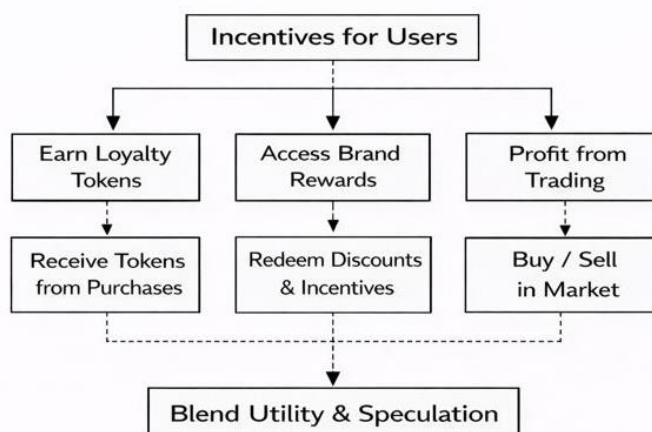 Incentives for Users
Earn Loyalty
Tokens
Access Brand
Rewards
Profit from
Trading
Receive Tokens
from Purchases
Redeem Discounts
& Incentives
Buy / Sell
in Market
Blend Utility & Speculation